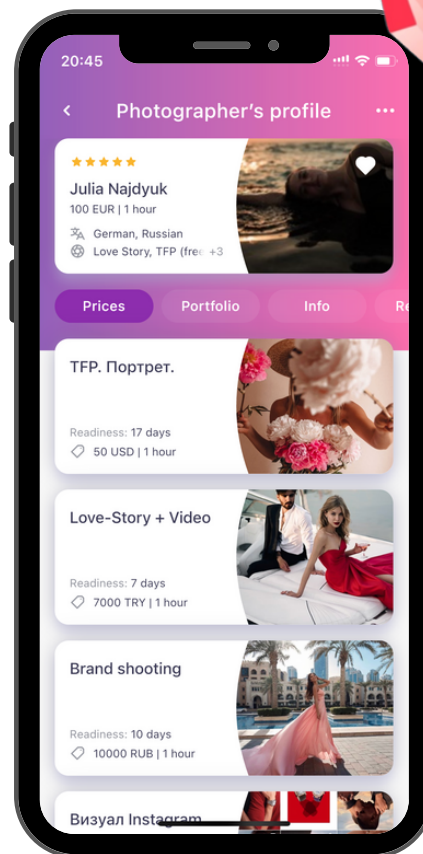 20:45
Photographer's profile
Julia Najdyuk
100 EUR | 1 hour
German, Russian
Love Story, TFP (free +3
Prices
Portfolio
Info
Re
TFP. Портрет.
Readiness: 17 days
50 USD | 1 hour
Love-Story + Video
Readiness: 7 days
7000 TRY | 1 hour
Brand shooting
Readiness: 10 days
10000 RUB | 1 hour
Визуал Instagram